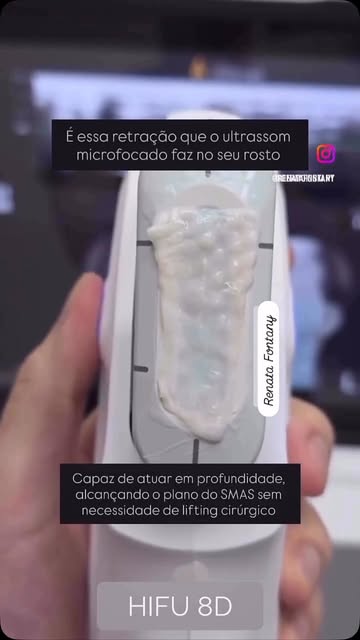 É essa retração que o ultrassom
microfocado faz no seu rosto
Renata Fontany
Capaz de atuar em profundidade,
alcançando o plano do SMAS sem
necessidade de lifting cirúrgico
HIFU 8D